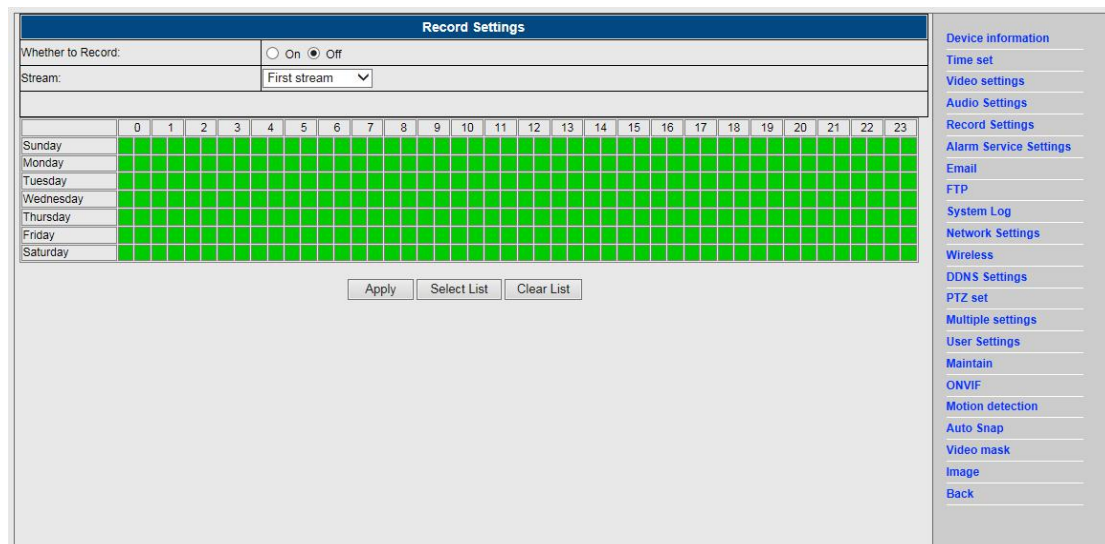 Record Settings
Whether to Record: On Off
Stream: First stream
0 1 2 3 4 5 6 7 8 9 10 11 12 13 14 15 16 17 18 19 20 21 22 23
Sunday
Monday
Tuesday
Wednesday
Thursday
Friday
Saturday
Apply Select List Clear List
Device information
Time set
Video settings
Audio Settings
Record Settings
Alarm Service Settings
Email
FTP
System Log
Network Settings
Wireless
DDNS Settings
PTZ set
Multiple settings
User Settings
Maintain
ONVIF
Motion detection
Auto Snap
Video mask
Image
Back